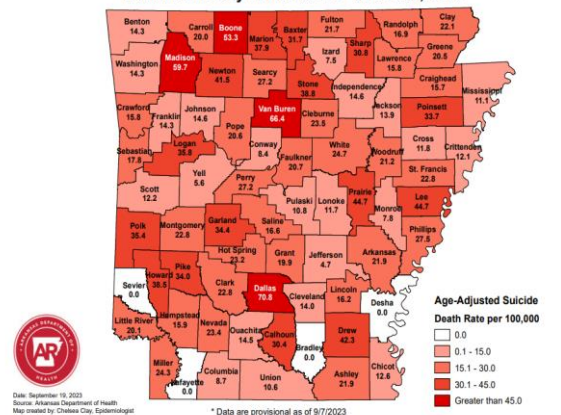 Benton
14.3
Carroll
20.0
Boone
53.3
Marion
37.9
Baxter
31.7
Fulton
21.7
Randolph
16.9
Clay
22.1
Washington
14.3
Madison
59.7
Newton
41.5
Searcy
27.2
Stone
38.8
Izard
7.5
Sharp
30.8
Lawrence
15.8
Greene
20.5
Independence
14.6
Jackson
13.9
Craighead
15.7
Mississippi
11.1
Poinsett
33.7
Crawford
15.8
Franklin
14.3
Johnson
14.6
Pope
20.6
Van Buren
66.4
Cleburne
23.5
Cross
11.8
Crittenden
12.1
Sebastian
17.8
Logan
35.8
Conway
8.4
Faulkner
20.7
White
24.7
Woodruff
21.2
St. Francis
22.8
Scott
12.2
Yell
5.6
Perry
27.2
Pulaski
10.8
Lonoke
11.7
Prairie
44.7
Monroe
7.8
Lee
44.7
Phillips
27.5
Polk
35.4
Montgomery
22.8
Garland
34.4
Saline
16.6
Hot Spring
23.2
Grant
19.9
Jefferson
4.7
Arkansas
21.9
Sevier
0.0
Howard
38.5
Pike
34.0
Clark
22.8
Dallas
70.8
Cleveland
14.0
Lincoln
16.2
Desha
0.0
Little River
20.1
Hempstead
15.9
Nevada
23.4
Ouachita
14.5
Calhoun
30.4
Bradley
0.0
Drew
42.3
Miller
24.3
Lafayette
0.0
Columbia
8.7
Union
10.6
Ashley
21.9
Chicot
12.6
Age-Adjusted Suicide
Death Rate per 100,000
0.0
0.1 - 15.0
15.1 - 30.0
30.1 - 45.0
Greater than 45.0
ARKANSAS DEPARTMENT OF
AR
HEALTH
Date: September 19, 2023
Source: Arkansas Department of Health
Map created by: Chelsea Clay, Epidemiologist
* Data are provisional as of 9/7/2023